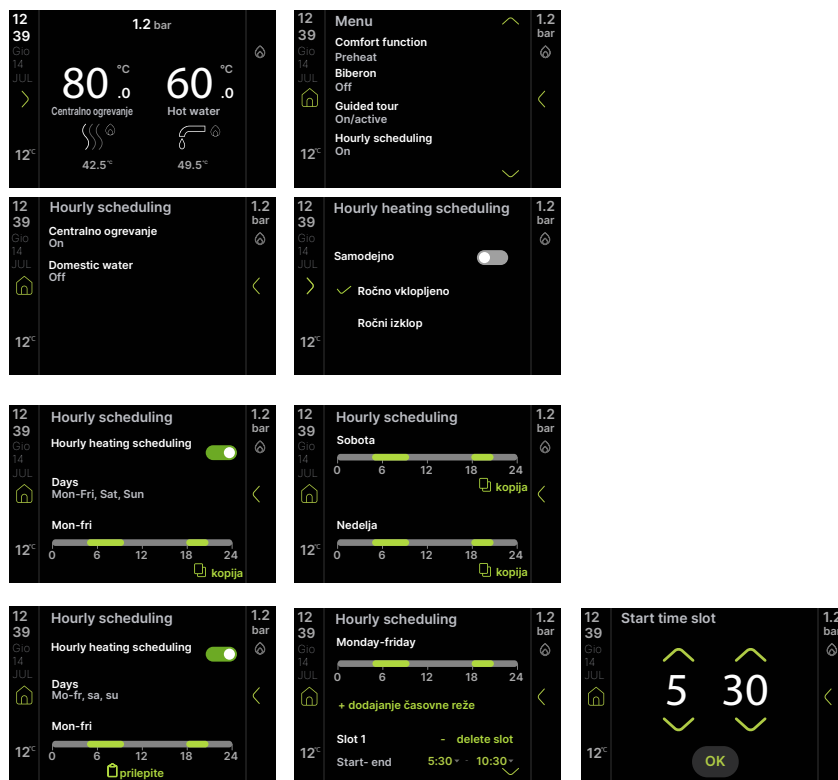 12
39
Gio
14
JUL
12°C
1.2 bar
80.0 °C
60.0 °C
Centralno ogrevanje
Hot water
42.5°C
49.5°C
12
39
Gio
14
JUL
12°C
Menu
Comfort function
Preheat
Biberon
Off
Guided tour
On/active
Hourly scheduling
On
1.2
bar
12
39
Gio
14
JUL
12°C
Hourly scheduling
Centralno ogrevanje
On
Domestic water
Off
1.2
bar
12
39
Gio
14
JUL
12°C
Hourly heating scheduling
Samodejno
Ročno vklopljeno
Ročni izklop
1.2
bar
12
39
Gio
14
JUL
12°C
Hourly scheduling
Hourly heating scheduling
Days
Mon-Fri, Sat, Sun
Mon-fri
0 6 12 18 24
kopija
1.2
bar
12
39
Gio
14
JUL
12°C
Hourly scheduling
Sobota
0 6 12 18 24
kopija
Nedelja
0 6 12 18 24
kopija
1.2
bar
12
39
Gio
14
JUL
12°C
Hourly scheduling
Hourly heating scheduling
Days
Mo-fr, sa, su
Mon-fri
0 6 12 18 24
prilepite
1.2
bar
12
39
Gio
14
JUL
12°C
Hourly scheduling
Monday-friday
0 6 12 18 24
+ dodajanje časovne reže
Slot 1 - delete slot
Start- end 5:30 - 10:30
1.2
bar
12
39
Gio
14
JUL
12°C
Start time slot
5 30
OK
1.2
bar